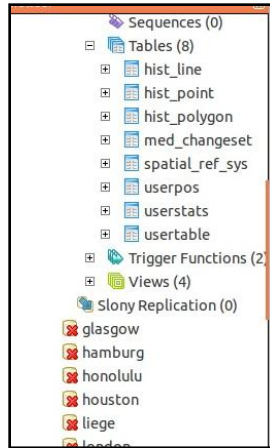 Sequences (0)
Tables (8)
hist_line
hist_point
hist_polygon
med_changeset
spatial_ref_sys
userpos
userstats
usertable
Trigger Functions (2)
Views (4)
Slony Replication (0)
glasgow
hamburg
honolulu
houston
liege
london